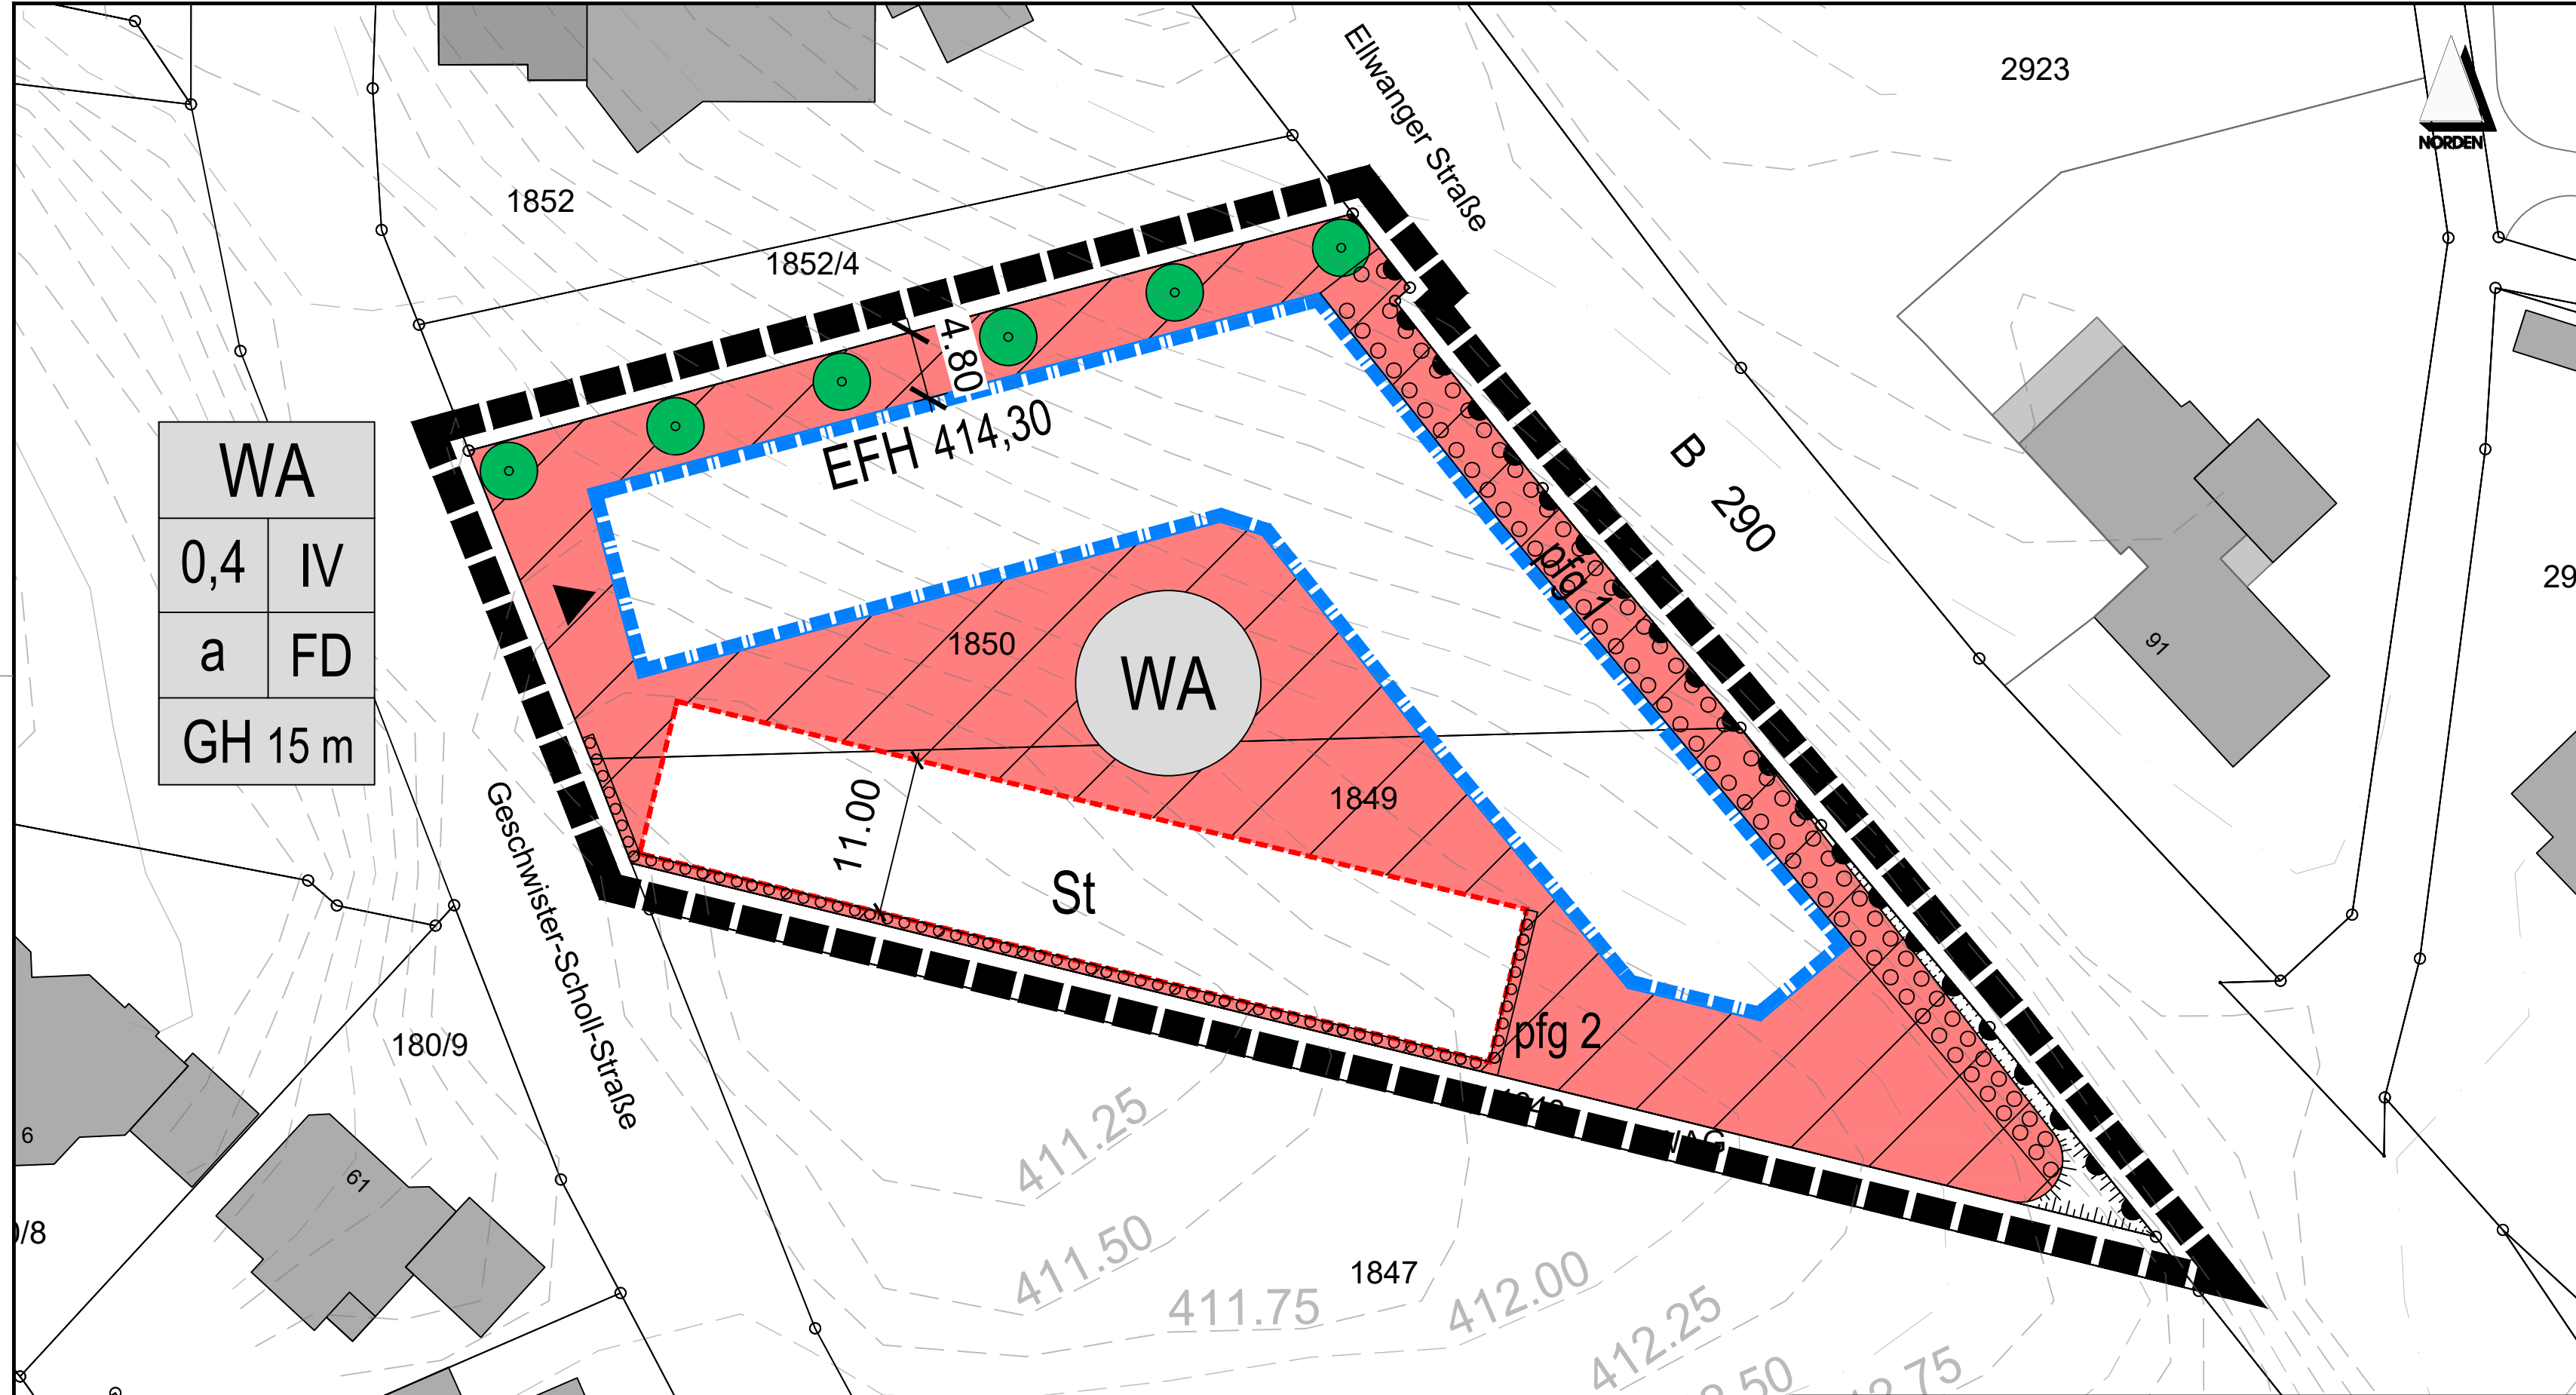 Ellwanger Straße
2923
NORDEN
1852
1852/4
4.80
EFH 414,30
B 290
WA
0,4 IV
a FD
GH 15 m
pfg 1
29
1850
WA
91
1849
11.00
St
Geschwister-Scholl-Straße
pfg 2
180/9
6
61
411.25
411.50
411.75
1847
412.00
412.25
/8